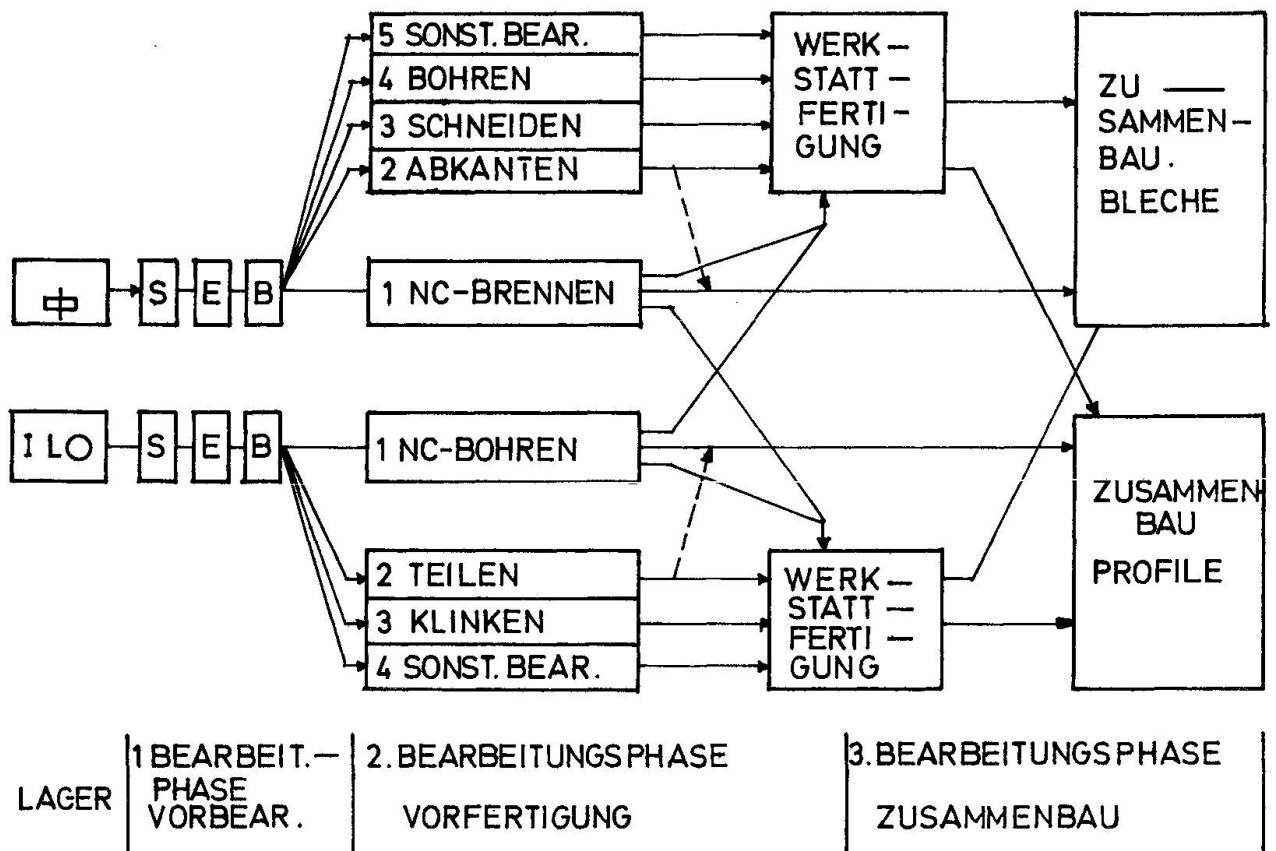 5 SONST. BEAR.
4 BOHREN
3 SCHNEIDEN
2 ABKANTEN
WERK-
STATT-
FERTI-
GUNG
ZU —
SAMMEN-
BAU.
BLECHE
S
E
B
1 NC-BRENNEN
I L O
S
E
B
1 NC-BOHREN
2 TEILEN
3 KLINKEN
4 SONST. BEAR.
WERK-
STATT-
FERTI-
GUNG
ZUSAMMEN
BAU
PROFILE
LAGER
1 BEARBEIT.-
PHASE
VORBEAR.
2. BEARBEITUNGSPHASE
VORFERTIGUNG
3. BEARBEITUNGSPHASE
ZUSAMMENBAU